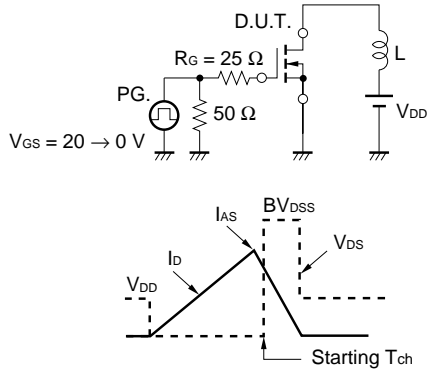 D.U.T.
RG = 25 Ω
L
PG.
50 Ω
VDD
VGS = 20 → 0 V
BVDSS
IAS
VDS
ID
VDD
Starting Tch